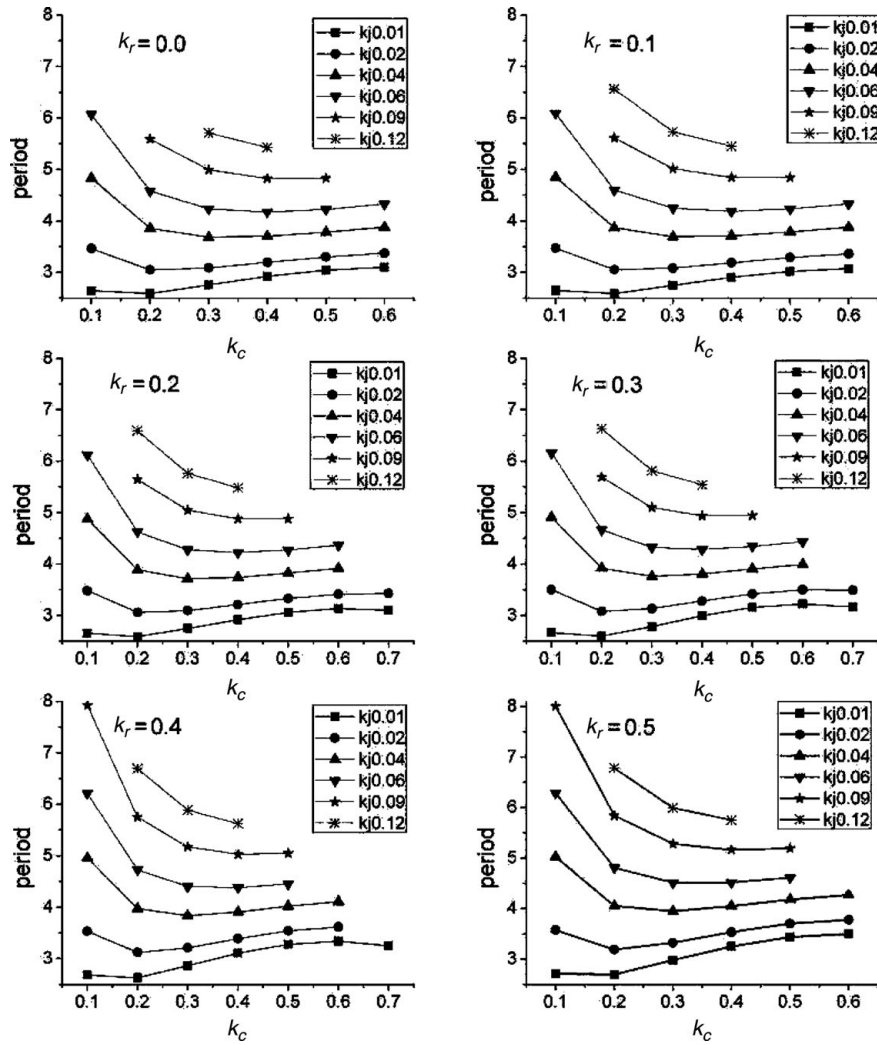 k_r = 0.0
kj0.01
kj0.02
kj0.04
kj0.06
kj0.09
kj0.12
period
8
7
6
5
4
3
0.1 0.2 0.3 0.4 0.5 0.6
k_c
k_r = 0.1
kj0.01
kj0.02
kj0.04
kj0.06
kj0.09
kj0.12
period
8
7
6
5
4
3
0.1 0.2 0.3 0.4 0.5 0.6
k_c
k_r = 0.2
kj0.01
kj0.02
kj0.04
kj0.06
kj0.09
kj0.12
period
8
7
6
5
4
3
0.1 0.2 0.3 0.4 0.5 0.6 0.7
k_c
k_r = 0.3
kj0.01
kj0.02
kj0.04
kj0.06
kj0.09
kj0.12
period
8
7
6
5
4
3
0.1 0.2 0.3 0.4 0.5 0.6 0.7
k_c
k_r = 0.4
kj0.01
kj0.02
kj0.04
kj0.06
kj0.09
kj0.12
period
8
7
6
5
4
3
0.1 0.2 0.3 0.4 0.5 0.6 0.7
k_c
k_r = 0.5
kj0.01
kj0.02
kj0.04
kj0.06
kj0.09
kj0.12
period
8
7
6
5
4
3
0.1 0.2 0.3 0.4 0.5 0.6
k_c